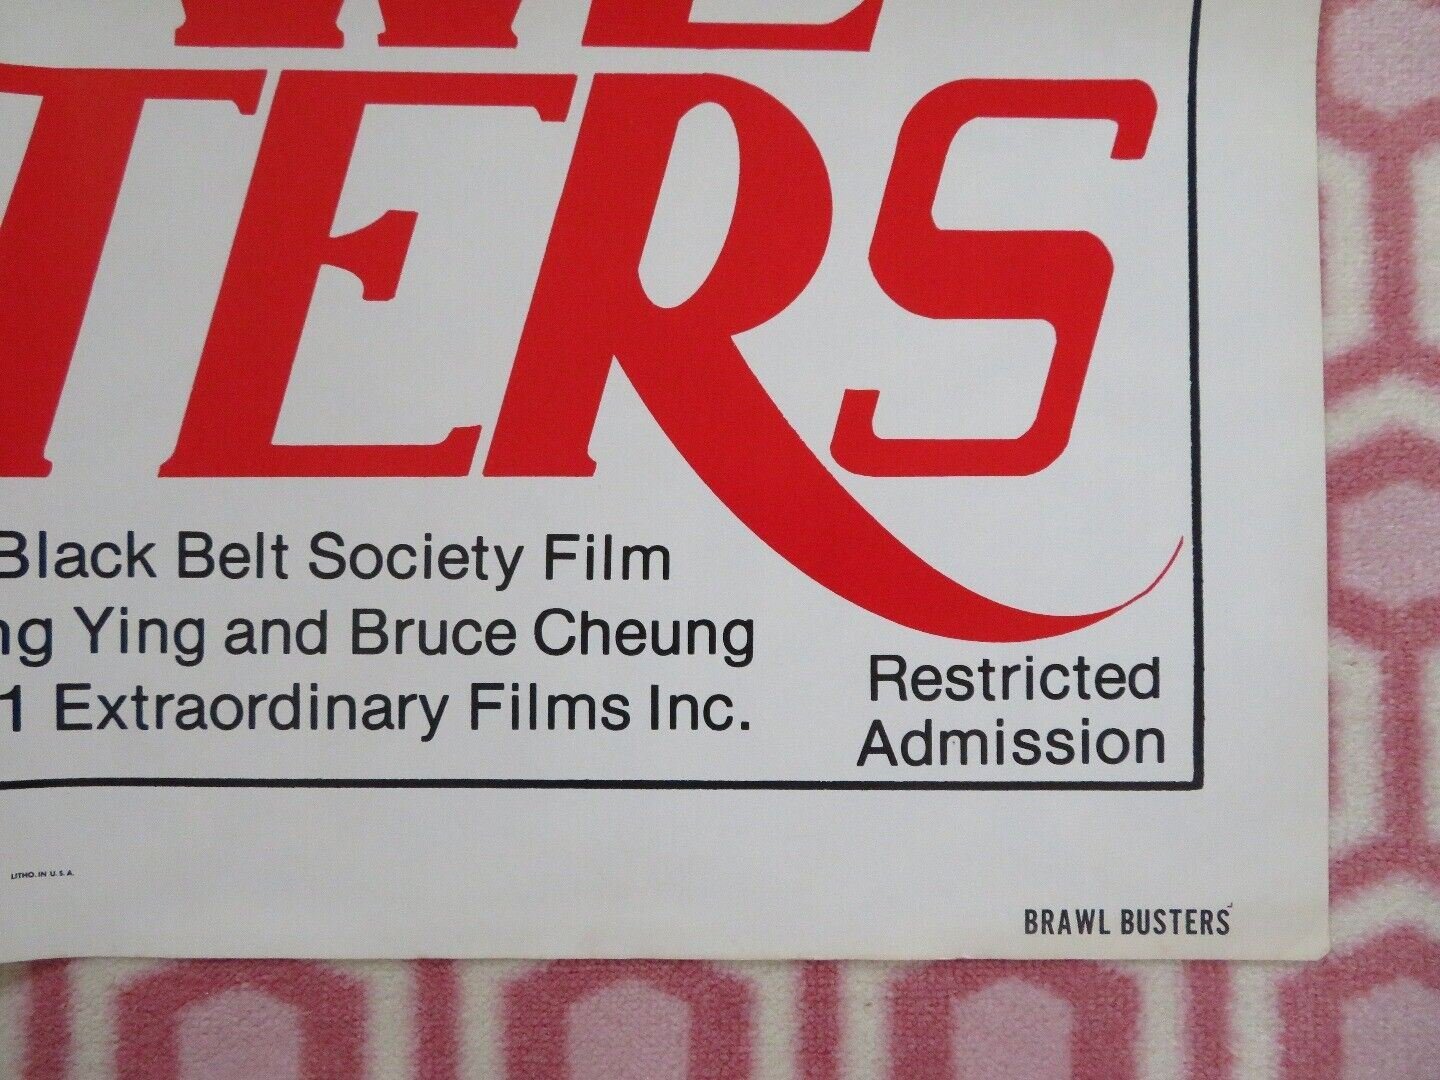 TERS
Black Belt Society Film
ng Ying and Bruce Cheung
1 Extraordinary Films Inc.
Restricted
Admission
LITHO. IN U.S.A.
BRAWL BUSTERS